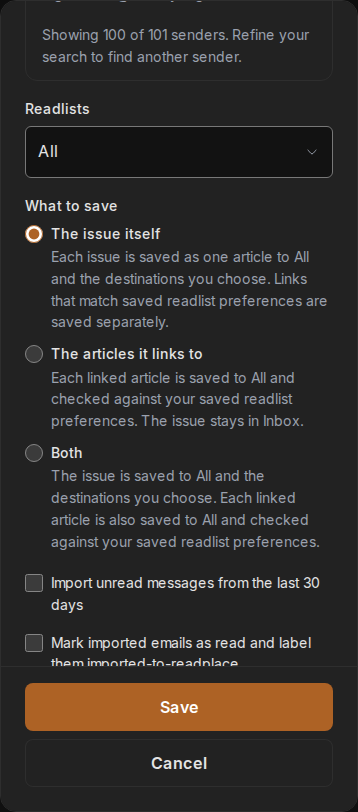 Showing 100 of 101 senders. Refine your
search to find another sender.
Readlists
All
What to save
The issue itself
Each issue is saved as one article to All
and the destinations you choose. Links
that match saved readlist preferences are
saved separately.
The articles it links to
Each linked article is saved to All and
checked against your saved readlist
preferences. The issue stays in Inbox.
Both
The issue is saved to All and the
destinations you choose. Each linked
article is also saved to All and checked
against your saved readlist preferences.
Import unread messages from the last 30
days
Mark imported emails as read and label
them imported-to-readplace
Save
Cancel